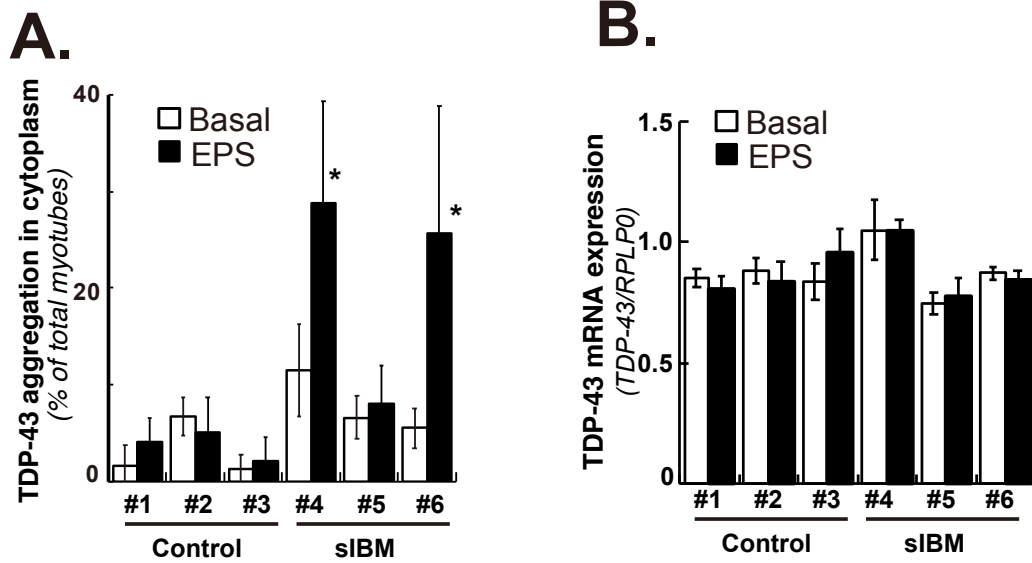 A.
TDP-43 aggregation in cytoplasm
(% of total myotubes)
40
20
0
Basal
EPS
*
*
#1 #2 #3 #4 #5 #6
Control sIBM
B.
TDP-43 mRNA expression
(TDP-43/RPLP0)
1.5
1.0
0.5
0
Basal
EPS
#1 #2 #3 #4 #5 #6
Control sIBM